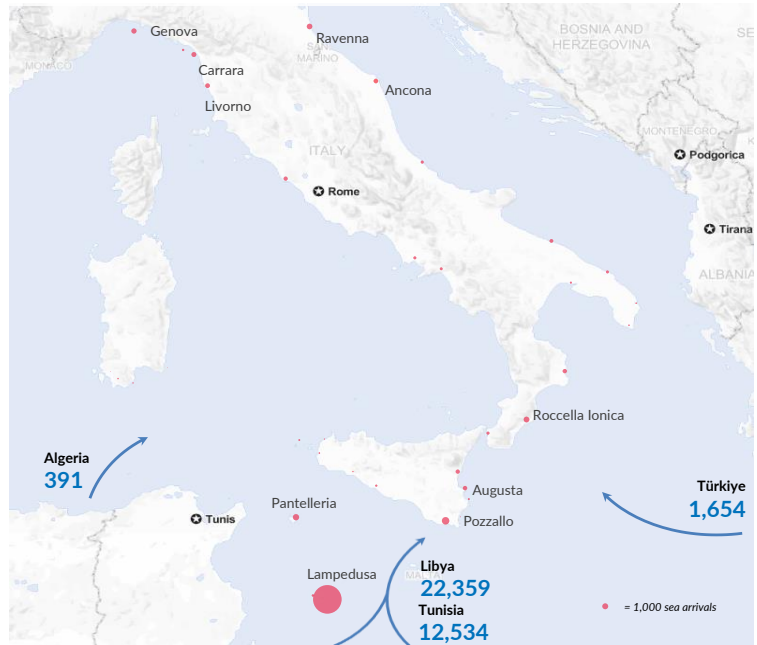 Genova
Ravenna
BOSNIA AND
HERZEGOVINA
SE
SAN
MARINO
MONACO
Carrara
Ancona
Livorno
MONTENEGRO
K
ITALY
Podgorica
Rome
Tirana
ALBANIA
Roccella Ionica
Algeria
391
Türkiye
1,654
Augusta
Pantelleria
Tunis
Pozzallo
Libya
22,359
Lampedusa
MALTA
Tunisia
12,534
= 1,000 sea arrivals